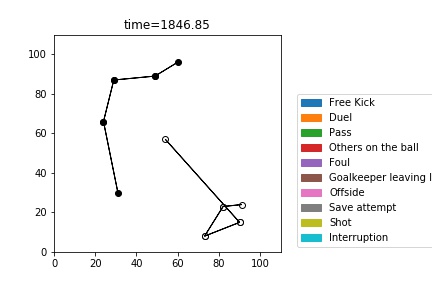 time=1846.85
100
80
60
40
20
0
0 20 40 60 80 100
Free Kick
Duel
Pass
Others on the ball
Foul
Goalkeeper leaving l
Offside
Save attempt
Shot
Interruption